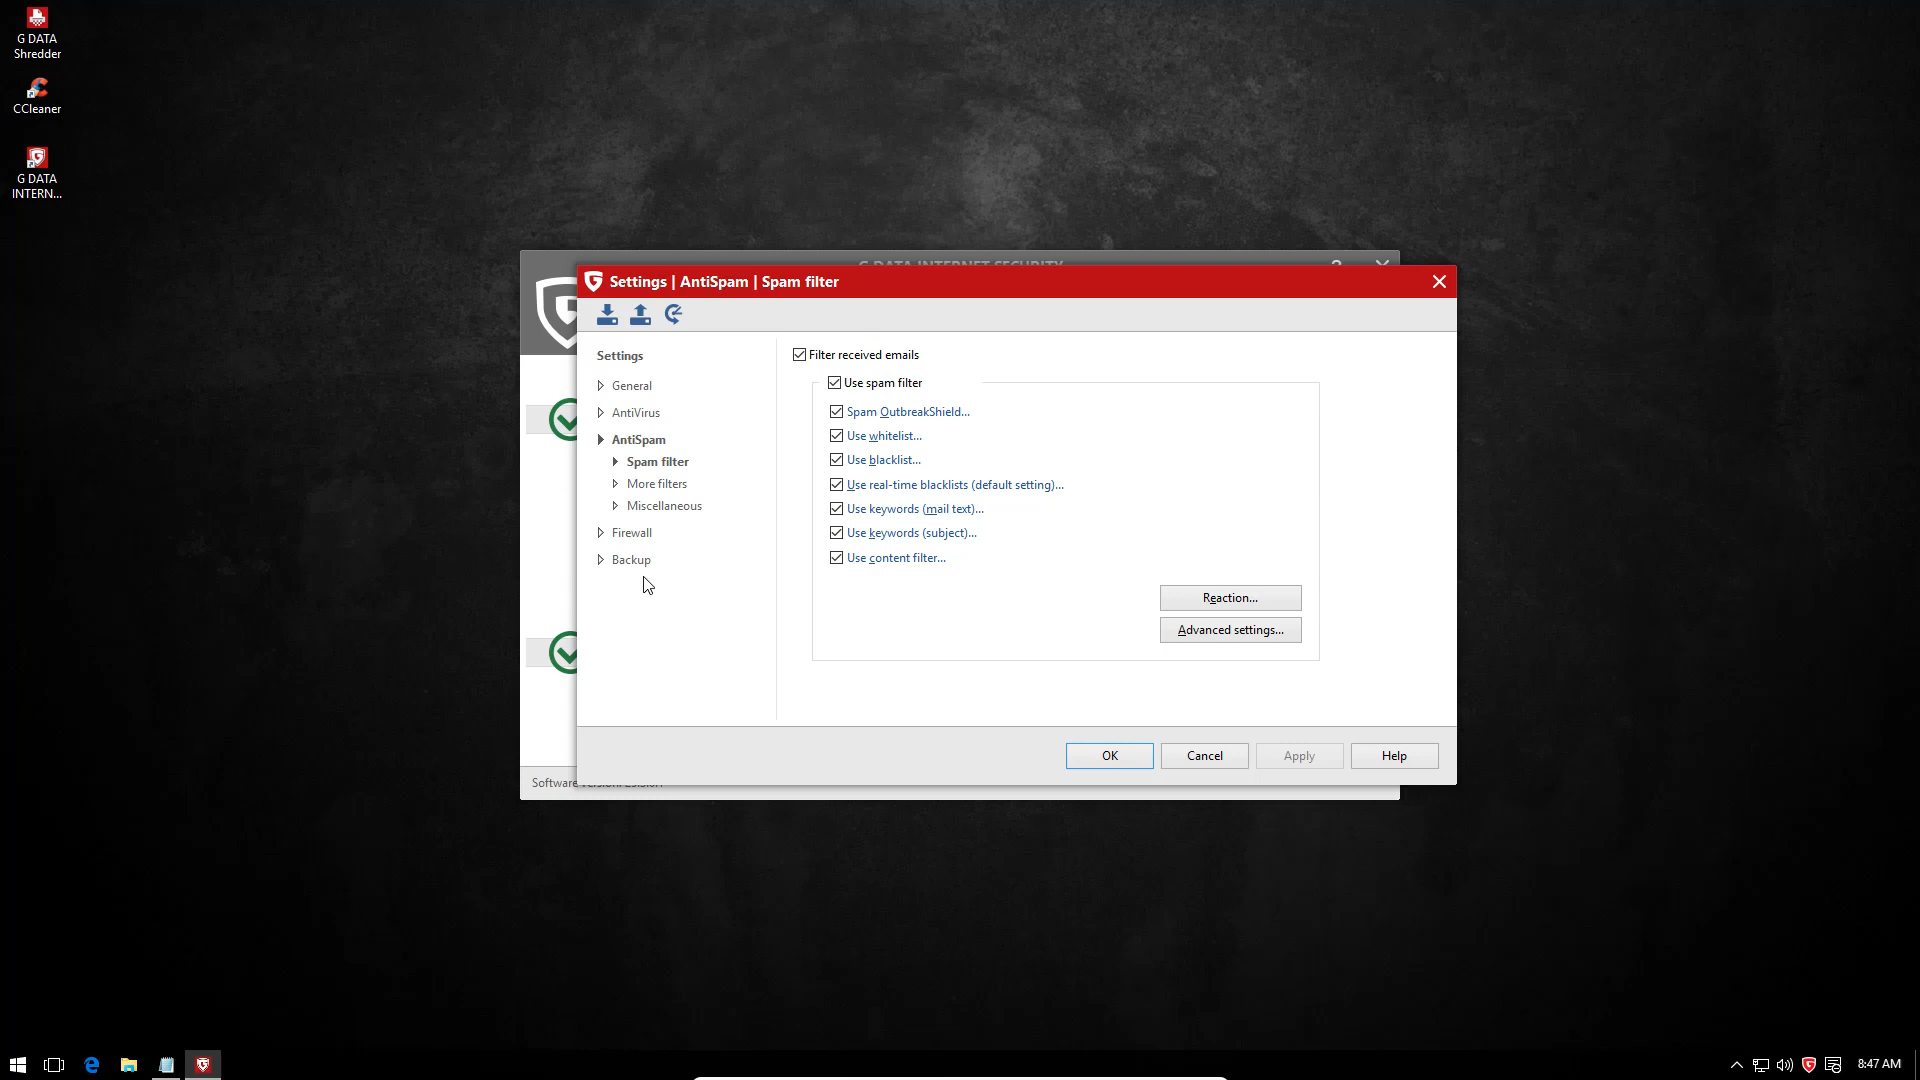 G DATA
Shredder
CCleaner
G DATA
INTERN...
Settings | AntiSpam | Spam filter
Settings
General
AntiVirus
AntiSpam
Spam filter
More filters
Miscellaneous
Firewall
Backup
Filter received emails
Use spam filter
Spam OutbreakShield...
Use whitelist...
Use blacklist...
Use real-time blacklists (default setting)...
Use keywords (mail text)...
Use keywords (subject)...
Use content filter...
Reaction...
Advanced settings...
OK Cancel Apply Help
Software
8:47 AM